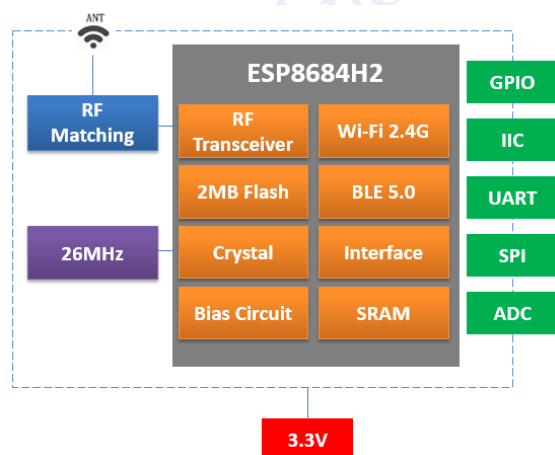 ANT
ESP8684H2
GPIO
RF
Matching
RF
Transceiver
Wi-Fi 2.4G
IIC
2MB Flash
BLE 5.0
UART
26MHz
Crystal
Interface
SPI
Bias Circuit
SRAM
ADC
3.3V